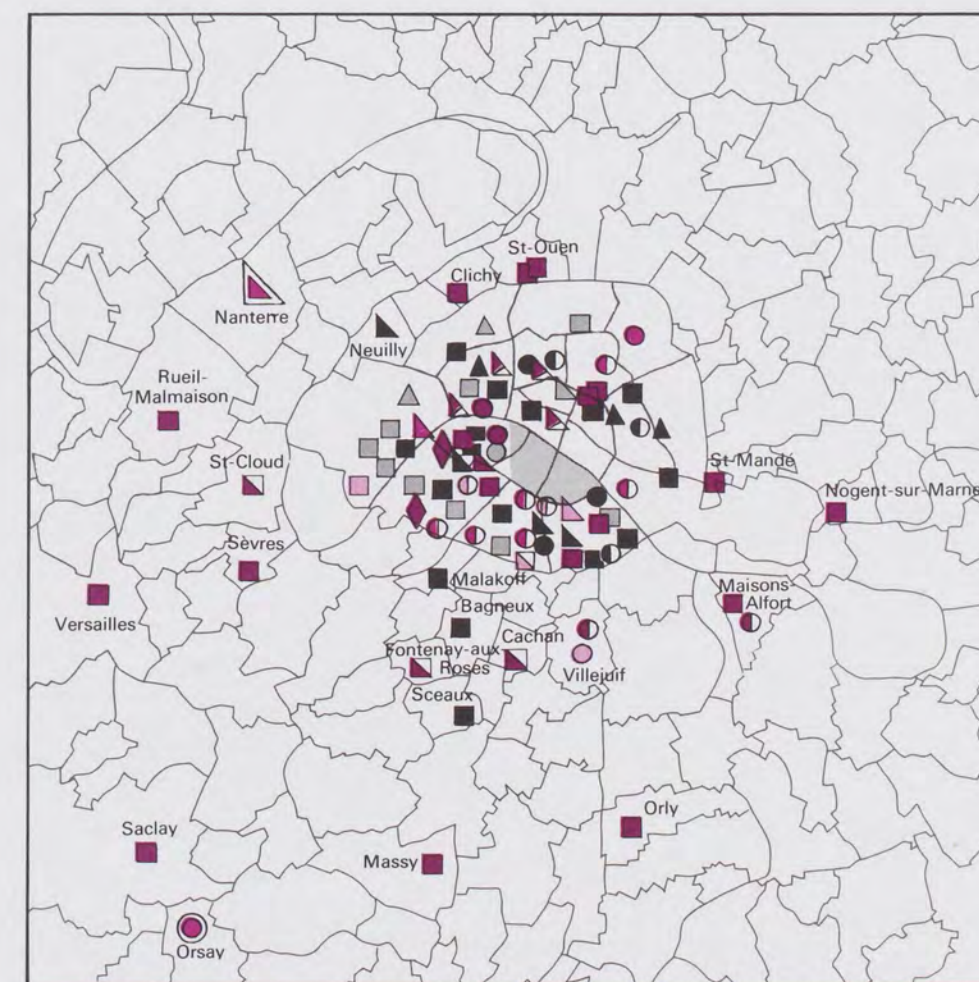 St-Ouen
Clichy
Nanterre
Neuilly
Rueil-
Malmaison
St-Cloud
St-Mandé
Nogent-sur-Marne
Sèvres
Malakoff
Maisons-
Alfort
Versailles
Bagneux
Cachan
Fontenay-aux-
Roses
Villejuif
Sceaux
Orly
Saclay
Massy
Orsay